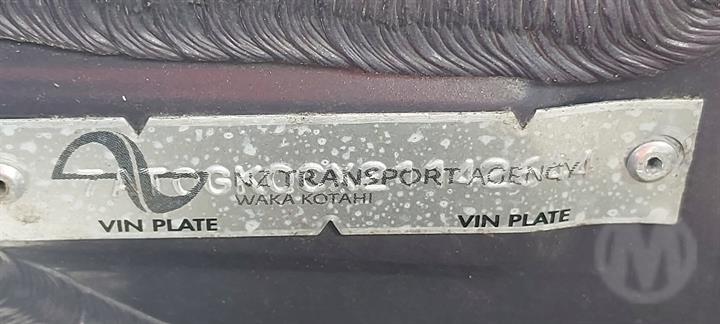 NZ TRANSPORT AGENCY
WAKA KOTAHI
VIN PLATE VIN PLATE
M